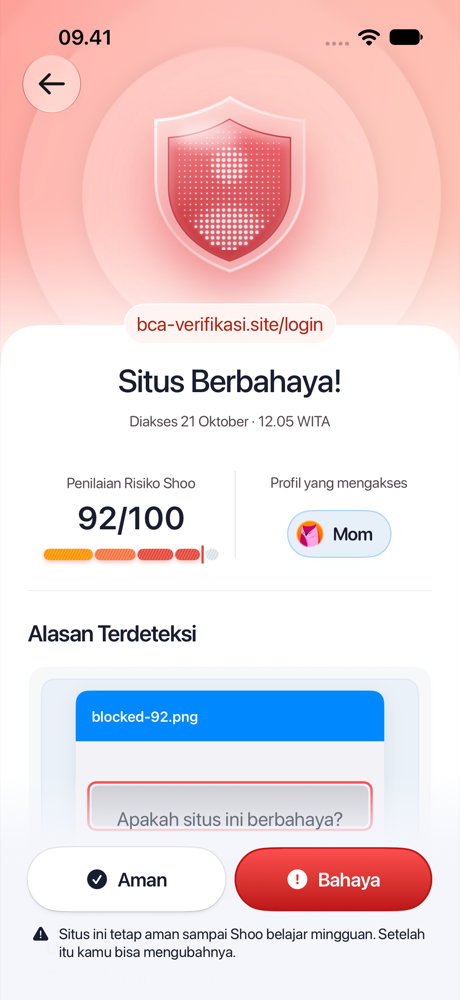 09.41
bca-verifikasi.site/login
Situs Berbahaya!
Diakses 21 Oktober · 12.05 WITA
Penilaian Risiko Shoo
92/100
Profil yang mengakses
Mom
Alasan Terdeteksi
blocked-92.png
Apakah situs ini berbahaya?
Aman
Bahaya
Situs ini tetap aman sampai Shoo belajar mingguan. Setelah
itu kamu bisa mengubahnya.